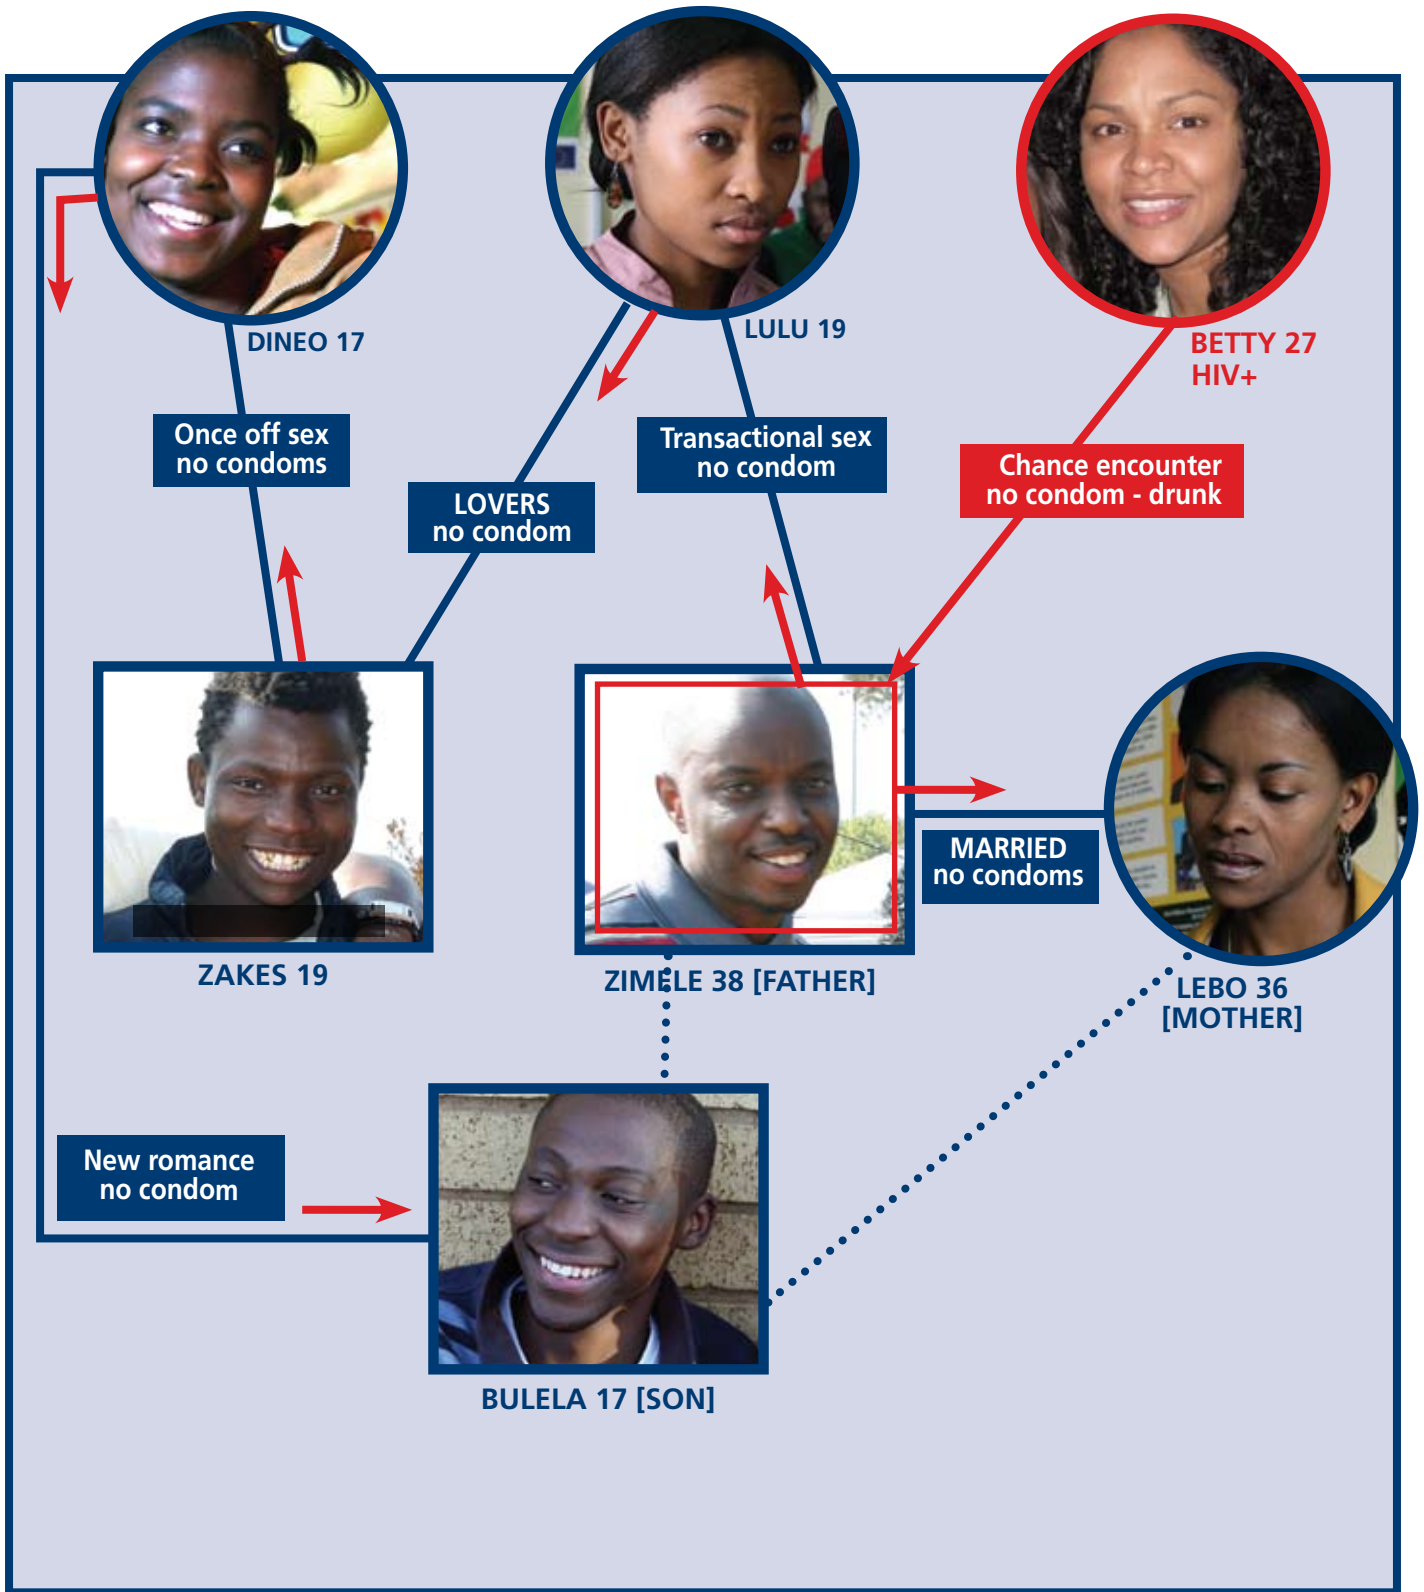 DINEO 17
LULU 19
BETTY 27
HIV+
Once off sex
no condoms
LOVERS
no condom
Transactional sex
no condom
Chance encounter
no condom - drunk
MARRIED
no condoms
ZAKES 19
ZIMELE 38 [FATHER]
LEBO 36
[MOTHER]
New romance
no condom
BULELA 17 [SON]